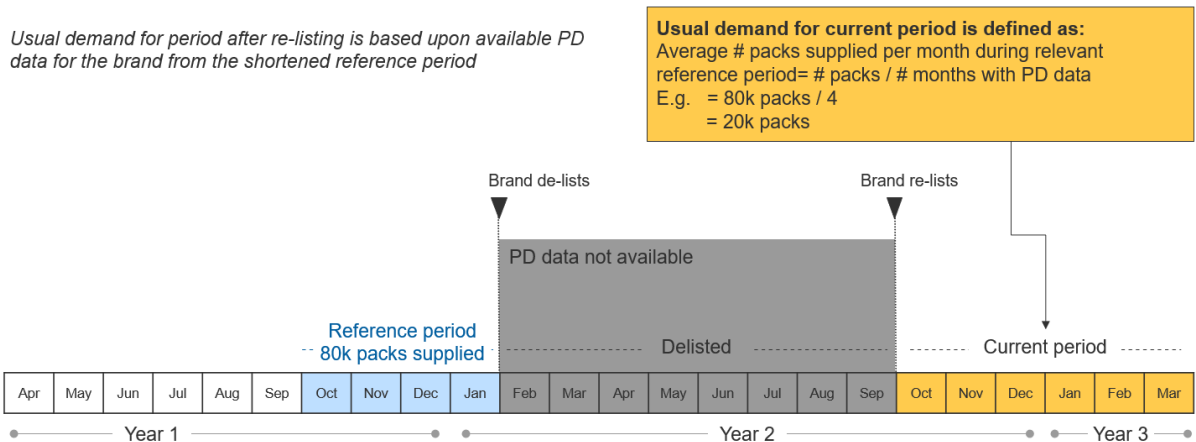 Usual demand for period after re-listing is based upon available PD
data for the brand from the shortened reference period
Usual demand for current period is defined as:
Average # packs supplied per month during relevant
reference period= # packs / # months with PD data
E.g. = 80k packs / 4
= 20k packs
Brand de-lists
Brand re-lists
PD data not available
Reference period
80k packs supplied
Delisted
Current period
Apr May Jun Jul Aug Sep Oct Nov Dec Jan Feb Mar Apr May Jun Jul Aug Sep Oct Nov Dec Jan Feb Mar
Year 1 Year 2 Year 3